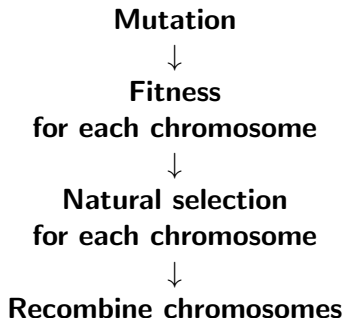 Mutation
↓
Fitness
for each chromosome
↓
Natural selection
for each chromosome
↓
Recombine chromosomes